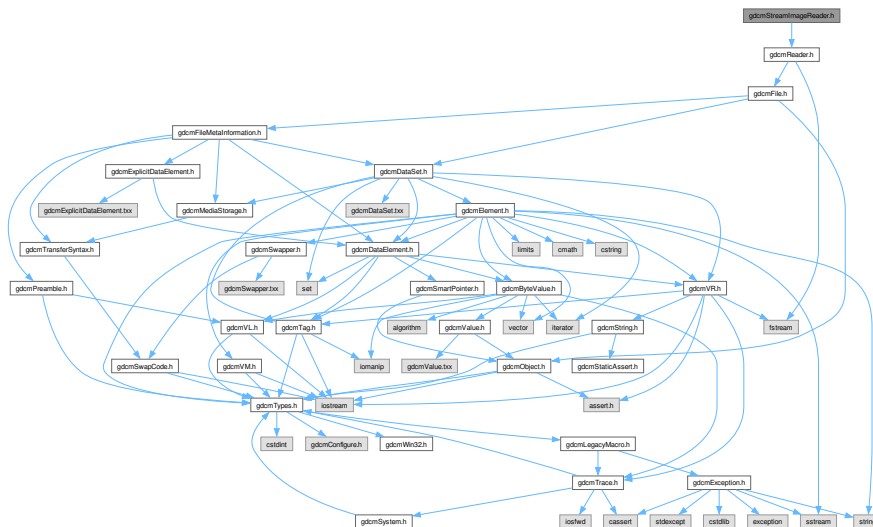 gdcmStreamImageReader.h
gdcmReader.h
gdcmFile.h
gdcmFileMetaInformation.h
gdcmExplicitDataElement.h
gdcmDataSet.h
gdcmExplicitDataElement.txx
gdcmMediaStorage.h
gdcmDataSet.txx
gdcmElement.h
gdcmTransferSyntax.h
gdcmSwapper.h
gdcmDataElement.h
limits
cmath
cstring
gdcmPreamble.h
gdcmSwapper.txx
set
gdcmSmartPointer.h
gdcmByteValue.h
gdcmVR.h
gdcmVL.h
gdcmTag.h
algorithm
gdcmValue.h
vector
iterator
gdcmString.h
fstream
gdcmSwapCode.h
gdcmVM.h
iomanip
gdcmValue.txx
gdcmObject.h
gdcmStaticAssert.h
gdcmTypes.h
iostream
assert.h
cstdint
gdcmConfigure.h
gdcmWin32.h
gdcmLegacyMacro.h
gdcmTrace.h
gdcmException.h
gdcmSystem.h
iosfwd
cassert
stdexcept
cstdlib
exception
sstream